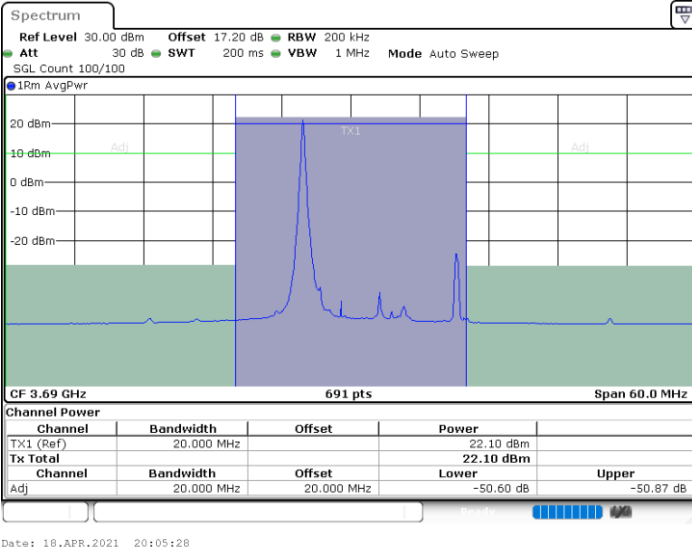 Spectrum
Ref Level 30.00 dBm Offset 17.20 dB RBW 200 kHz
Att 30 dB SWT 200 ms VBW 1 MHz Mode Auto Sweep
SGL Count 100/100
1Rm AvgPwr
20 dBm
TX1
Adj Adj
10 dBm
0 dBm
-10 dBm
-20 dBm
CF 3.69 GHz 691 pts Span 60.0 MHz
Channel Power
Channel Bandwidth Offset Power
TX1 (Ref) 20.000 MHz 22.10 dBm
Tx Total 22.10 dBm
Channel Bandwidth Offset Lower Upper
Adj 20.000 MHz 20.000 MHz -50.60 dB -50.87 dB
Ready
Date: 18.APR.2021 20:05:28